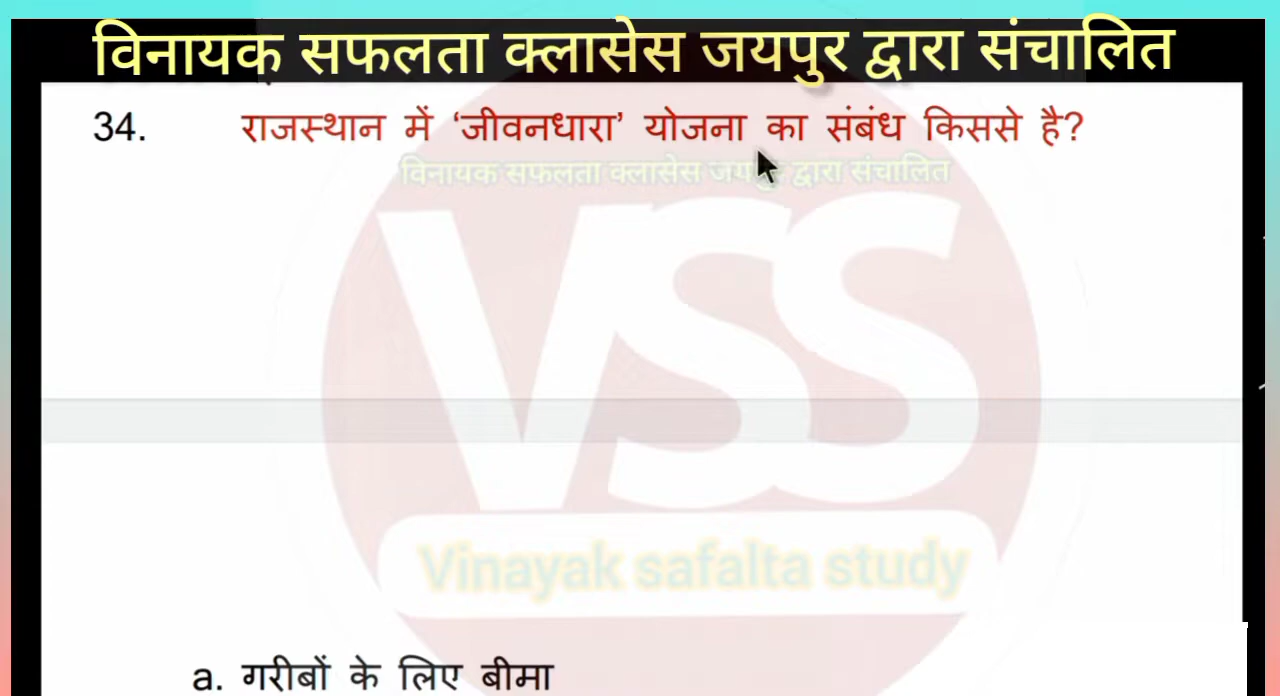 विनायक सफलता क्लासेस जयपुर द्वारा संचालित
34. राजस्थान में ‘जीवनधारा’ योजना का संबंध किससे है?
विनायक सफलता क्लासेस जयपुर द्वारा संचालित
VSS
Vinayak safalta study
a. गरीबों के लिए बीमा